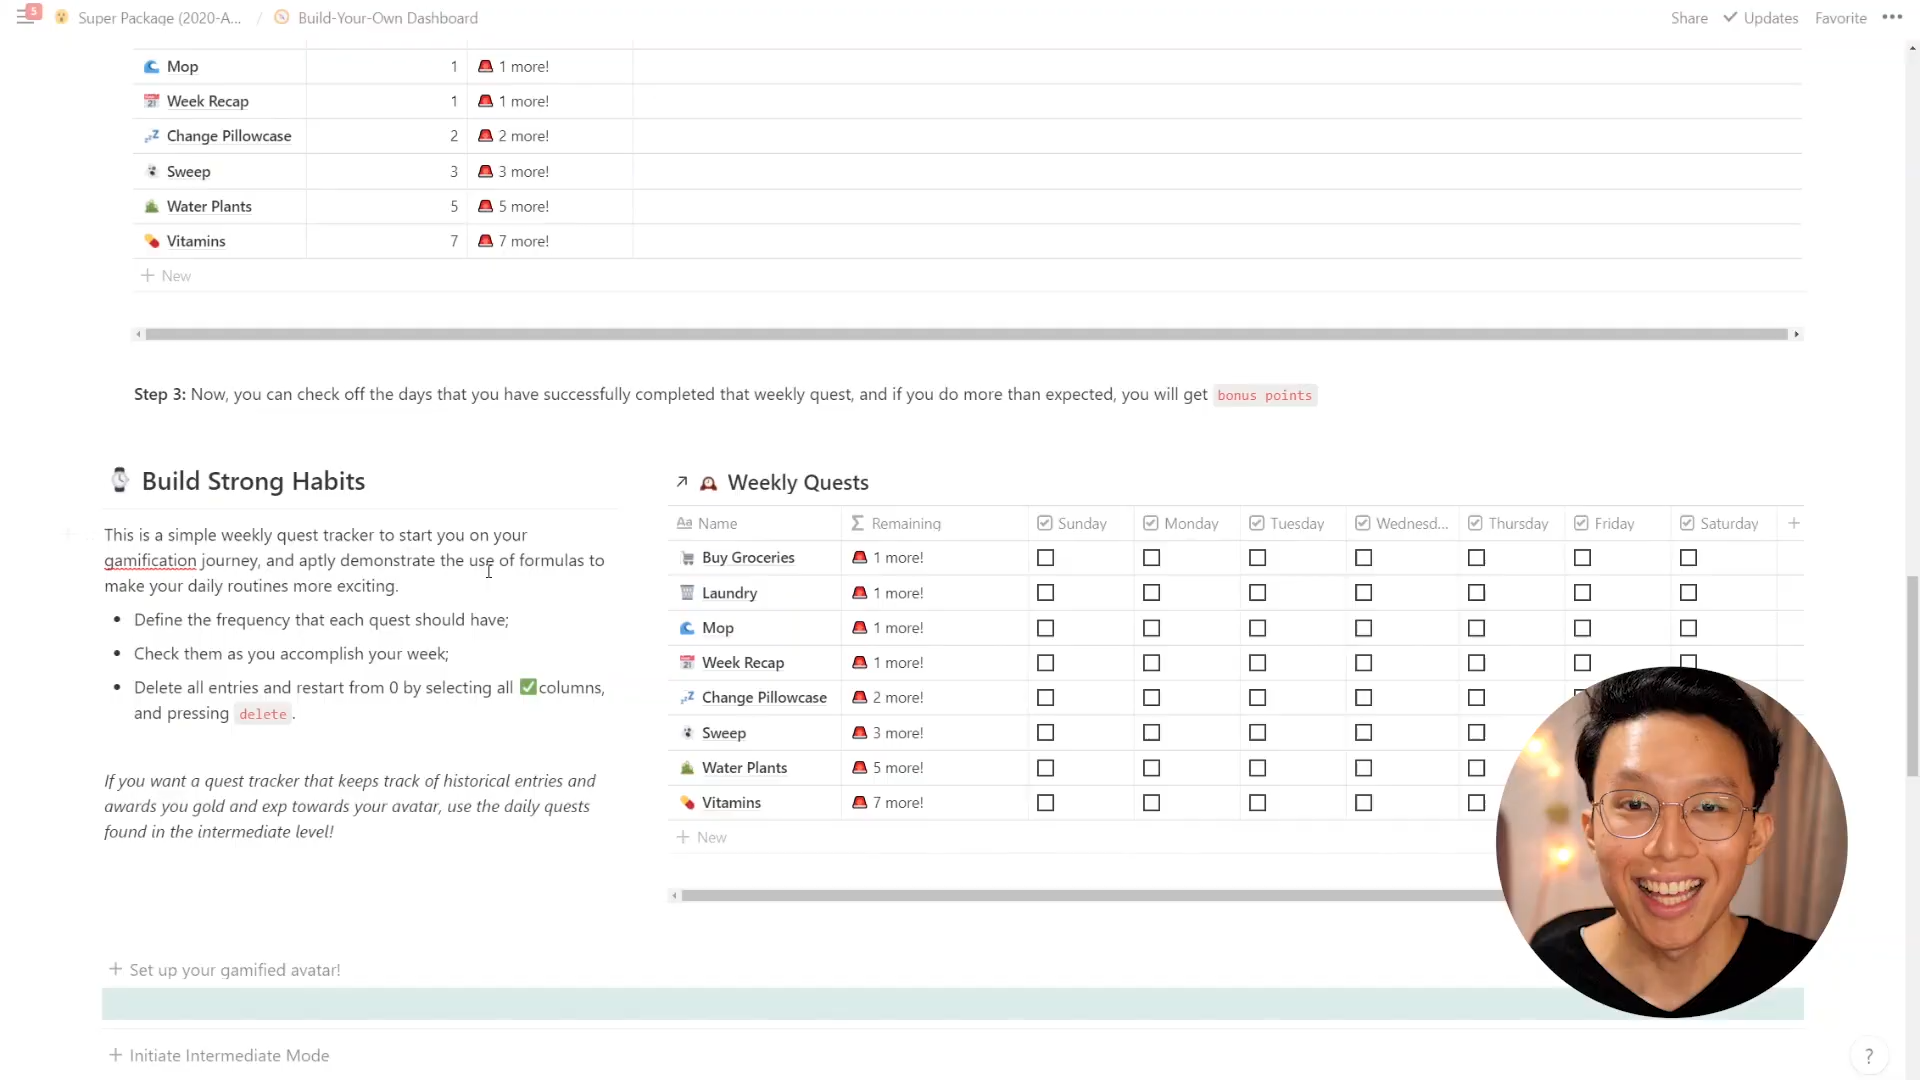 5 Super Package (2020-A... / Build-Your-Own Dashboard Share Updates Favorite •••
Mop 1 1 more!
Week Recap 1 1 more!
Change Pillowcase 2 2 more!
Sweep 3 3 more!
Water Plants 5 5 more!
Vitamins 7 7 more!
+ New
Step 3: Now, you can check off the days that you have successfully completed that weekly quest, and if you do more than expected, you will get bonus points
Build Strong Habits
This is a simple weekly quest tracker to start you on your
gamification journey, and aptly demonstrate the use of formulas to
make your daily routines more exciting.
• Define the frequency that each quest should have;
• Check them as you accomplish your week;
• Delete all entries and restart from 0 by selecting all ✅columns,
and pressing delete.
If you want a quest tracker that keeps track of historical entries and
awards you gold and exp towards your avatar, use the daily quests
found in the intermediate level!
Weekly Quests
Aa Name Σ Remaining Sunday Monday Tuesday Wednesd... Thursday Friday Saturday +
Buy Groceries 1 more!
Laundry 1 more!
Mop 1 more!
Week Recap 1 more!
Change Pillowcase 2 more!
Sweep 3 more!
Water Plants 5 more!
Vitamins 7 more!
+ New
+ Set up your gamified avatar!
+ Initiate Intermediate Mode
?